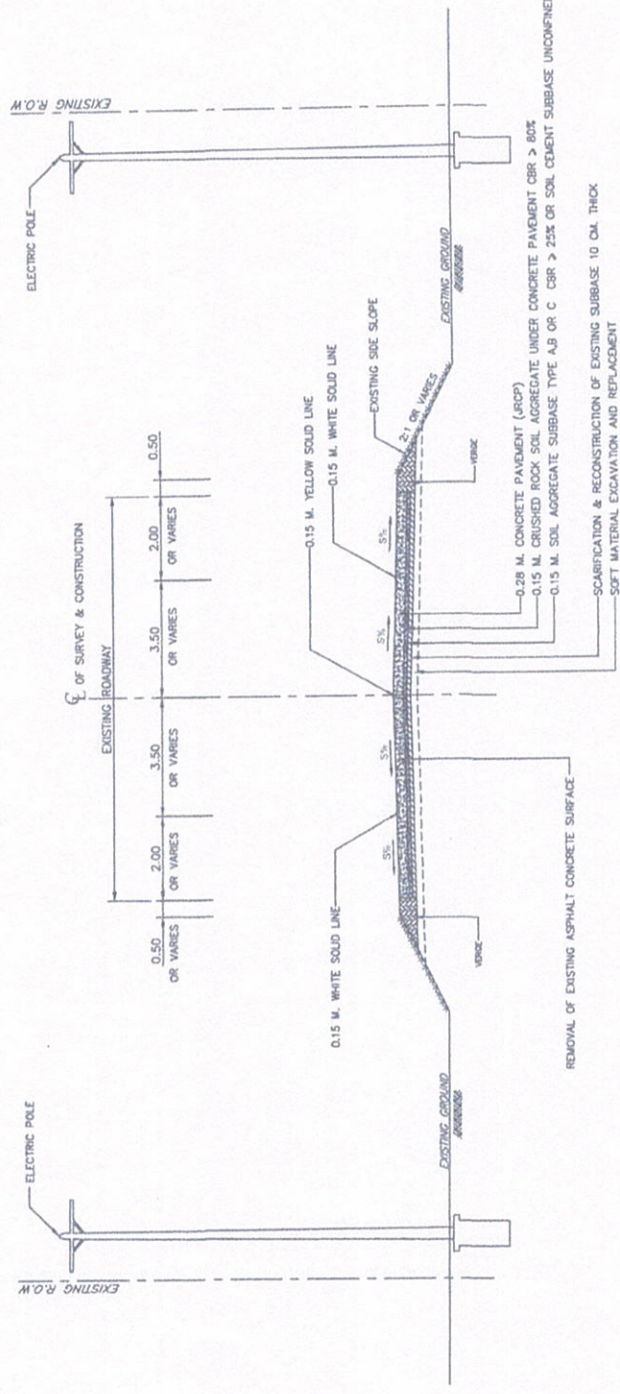 EXISTING R.O.W
ELECTRIC POLE
ELECTRIC POLE
EXISTING R.O.W
℄ OF SURVEY & CONSTRUCTION
EXISTING ROADWAY
0.50
OR VARIES
2.00
OR VARIES
3.50
OR VARIES
3.50
OR VARIES
2.00
OR VARIES
0.50
0.15 M. WHITE SOLID LINE
0.15 M. YELLOW SOLID LINE
0.15 M. WHITE SOLID LINE
EXISTING SIDE SLOPE
2:1 OR VARIES
S%
S%
S%
S%
EXISTING GROUND
EXISTING GROUND
VERGE
VERGE
0.28 M. CONCRETE PAVEMENT (JRCP)
0.15 M. CRUSHED ROCK SOIL AGGREGATE UNDER CONCRETE PAVEMENT CBR > 80%
0.15 M. SOIL AGGREGATE SUBBASE TYPE A,B OR C CBR > 25% OR SOIL CEMENT SUBBASE UNCONFINED
SCARIFICATION & RECONSTRUCTION OF EXISTING SUBBASE 10 CM. THICK
SOFT MATERIAL EXCAVATION AND REPLACEMENT
REMOVAL OF EXISTING ASPHALT CONCRETE SURFACE